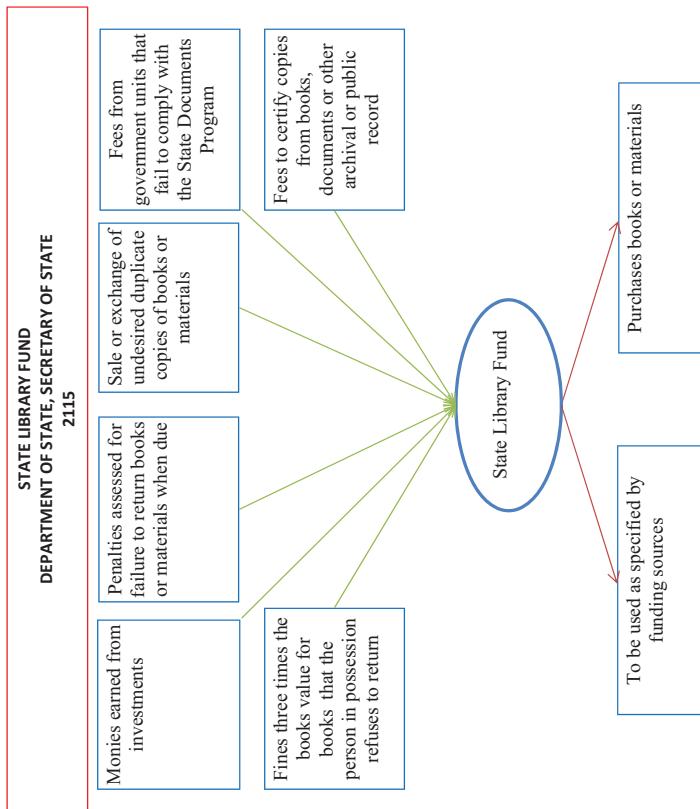 STATE LIBRARY FUND
DEPARTMENT OF STATE, SECRETARY OF STATE
2115
Monies earned from
investments
Penalties assessed for
failure to return books
or materials when due
Sale or exchange of
undesired duplicate
copies of books or
materials
Fees from
government units that
fail to comply with
the State Documents
Program
Fines three times the
books value for
books that the
person in possession
refuses to return
Fees to certify copies
from books,
documents or other
archival or public
record
State Library Fund
To be used as specified by
funding sources
Purchases books or materials